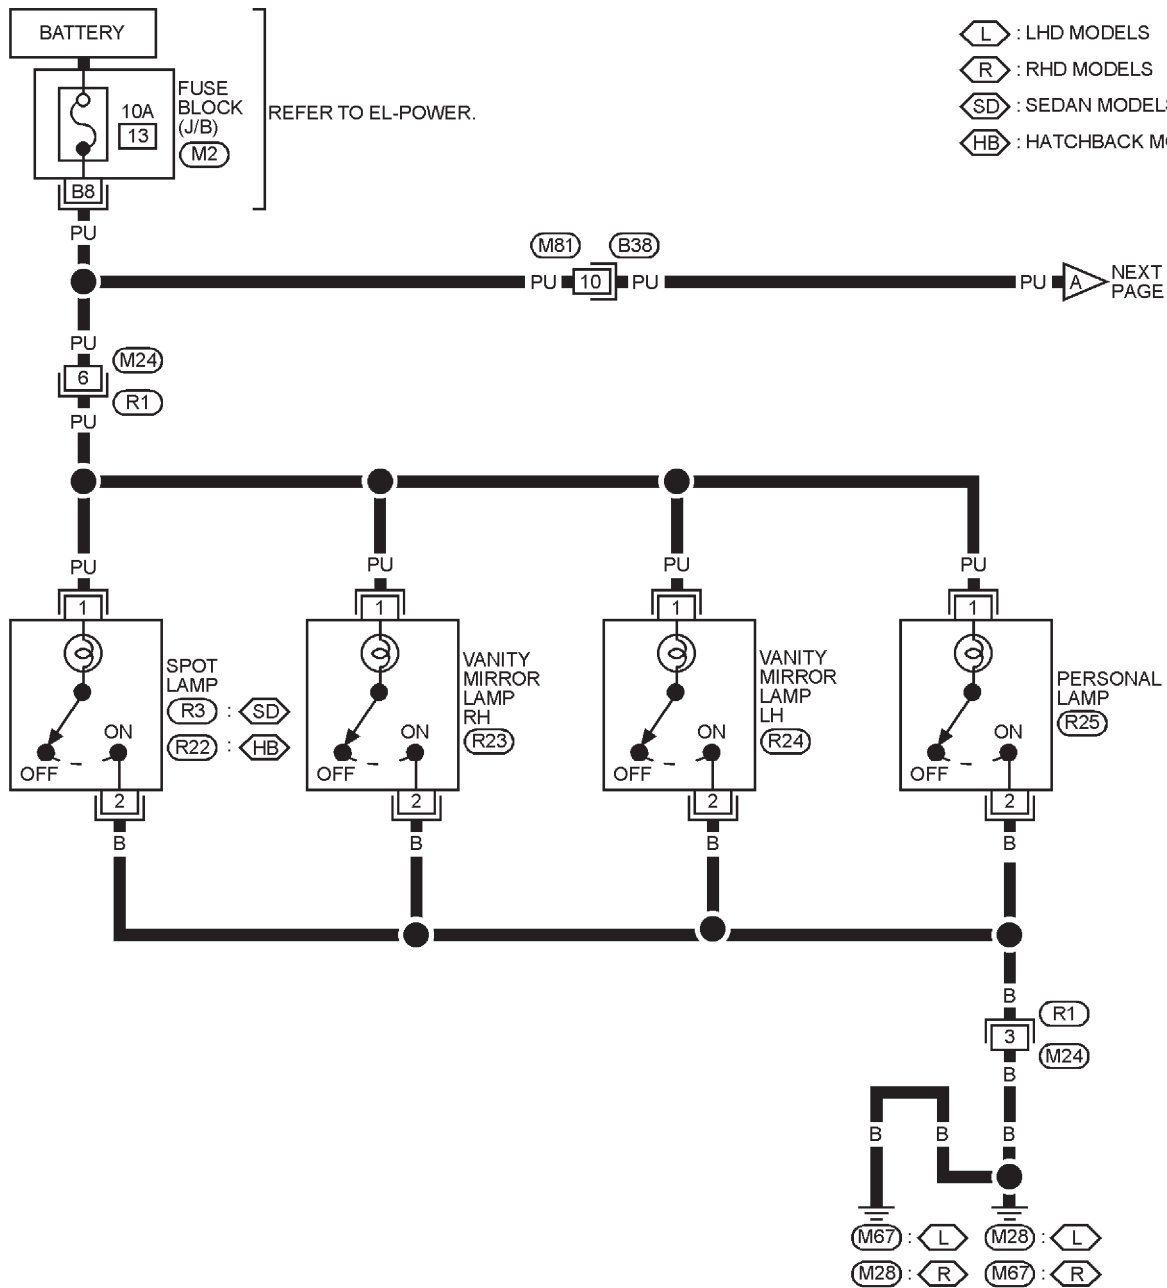 BATTERY
FUSE
BLOCK
(J/B)
M2
10A
13
B8
REFER TO EL-POWER.
L : LHD MODELS
R : RHD MODELS
SD : SEDAN MODELS
HB : HATCHBACK MO
PU
M81 B38
PU 10 PU PU A
NEXT
PAGE
PU
M24
6
R1
PU
PU PU PU PU
1 1 1 1
SPOT
LAMP
R3 : SD
R22 : HB
ON
OFF
VANITY
MIRROR
LAMP
RH
R23
ON
OFF
VANITY
MIRROR
LAMP
LH
R24
ON
OFF
PERSONAL
LAMP
R25
ON
OFF
2 2 2 2
B B B B
B
R1
3
M24
B
B B B
M67 : L M28 : L
M28 : R M67 : R